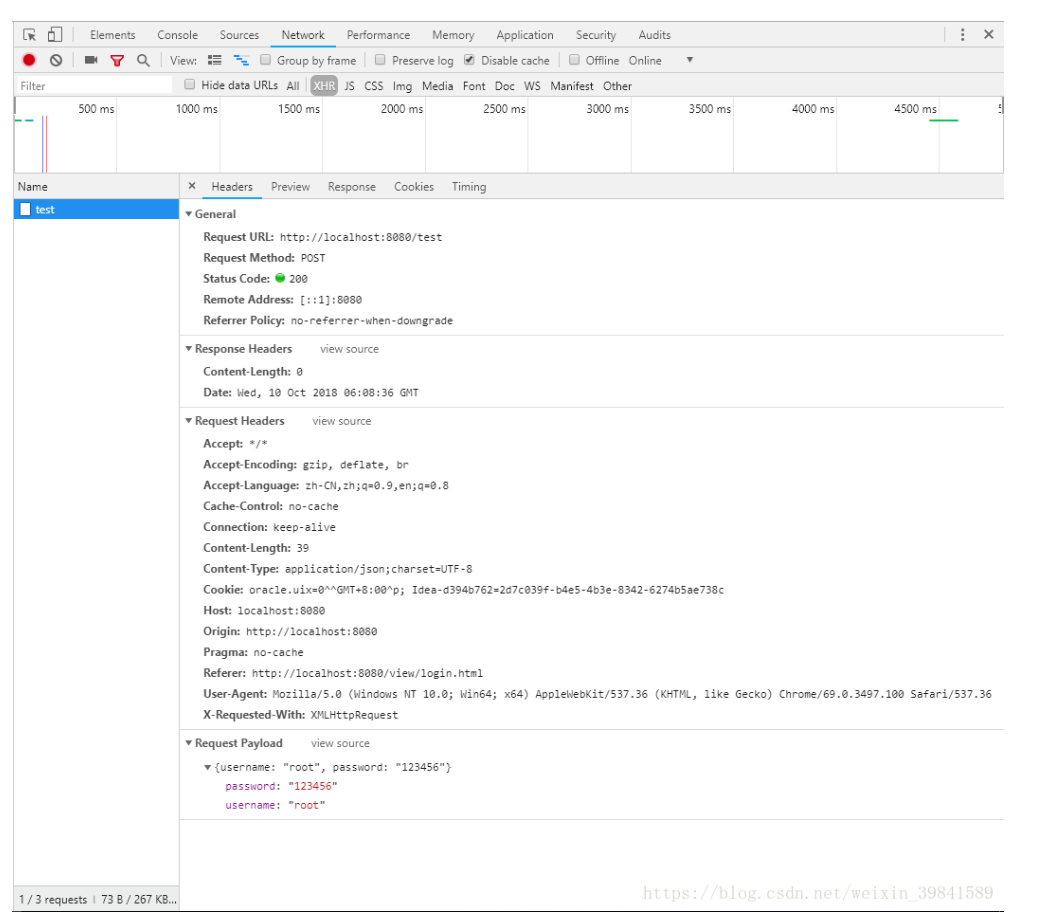 Elements Console Sources Network Performance Memory Application Security Audits
View: Group by frame Preserve log Disable cache Offline Online
Filter Hide data URLs All XHR JS CSS Img Media Font Doc WS Manifest Other
500 ms 1000 ms 1500 ms 2000 ms 2500 ms 3000 ms 3500 ms 4000 ms 4500 ms
Name Headers Preview Response Cookies Timing
test
General
Request URL: http://localhost:8080/test
Request Method: POST
Status Code: 200
Remote Address: [::1]:8080
Referrer Policy: no-referrer-when-downgrade
Response Headers view source
Content-Length: 0
Date: Wed, 10 Oct 2018 06:08:36 GMT
Request Headers view source
Accept: */*
Accept-Encoding: gzip, deflate, br
Accept-Language: zh-CN,zh;q=0.9,en;q=0.8
Cache-Control: no-cache
Connection: keep-alive
Content-Length: 39
Content-Type: application/json;charset=UTF-8
Cookie: oracle.uix=0^^GMT+8:00^p; Idea-d394b762=2d7c039f-b4e5-4b3e-8342-6274b5ae738c
Host: localhost:8080
Origin: http://localhost:8080
Pragma: no-cache
Referer: http://localhost:8080/view/login.html
User-Agent: Mozilla/5.0 (Windows NT 10.0; Win64; x64) AppleWebKit/537.36 (KHTML, like Gecko) Chrome/69.0.3497.100 Safari/537.36
X-Requested-With: XMLHttpRequest
Request Payload view source
{username: "root", password: "123456"}
password: "123456"
username: "root"
https://blog.csdn.net/weixin_39841589
1 / 3 requests | 73 B / 267 KB...